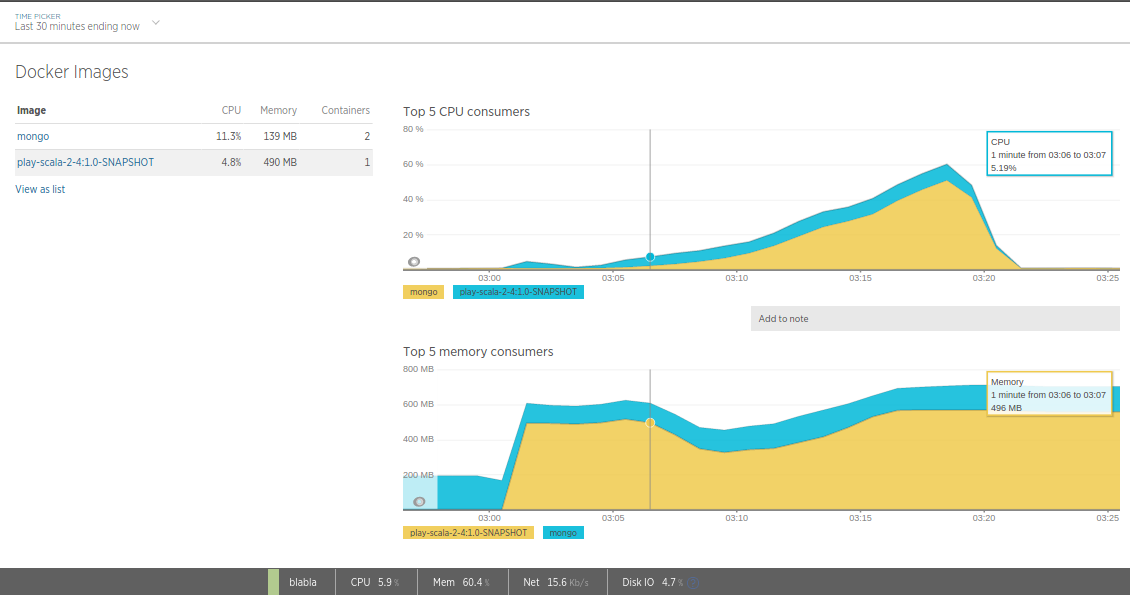 TIME PICKER
Last 30 minutes ending now
Docker Images
Image CPU Memory Containers
mongo 11.3% 139 MB 2
play-scala-2-4:1.0-SNAPSHOT 4.8% 490 MB 1
View as list
Top 5 CPU consumers
80 %
60 %
40 %
20 %
CPU
1 minute from 03:06 to 03:07
5.19%
03:00 03:05 03:10 03:15 03:20 03:25
mongo play-scala-2-4:1.0-SNAPSHOT
Add to note
Top 5 memory consumers
800 MB
600 MB
400 MB
200 MB
Memory
1 minute from 03:06 to 03:07
496 MB
03:00 03:05 03:10 03:15 03:20 03:25
play-scala-2-4:1.0-SNAPSHOT mongo
blabla CPU 5.9 % Mem 60.4 % Net 15.6 Kb/s Disk IO 4.7 %